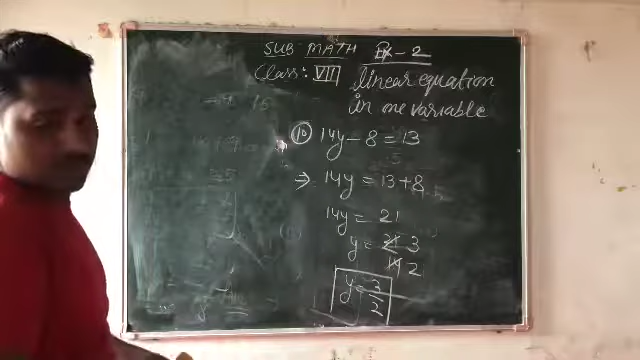 SUB MATH
- 2
Class: VII linear equation
in one variable
10 14y - 8 = 13
⇒ 14y = 13 + 8
14y = 21
y = 21/14 3/2
y = 3/2